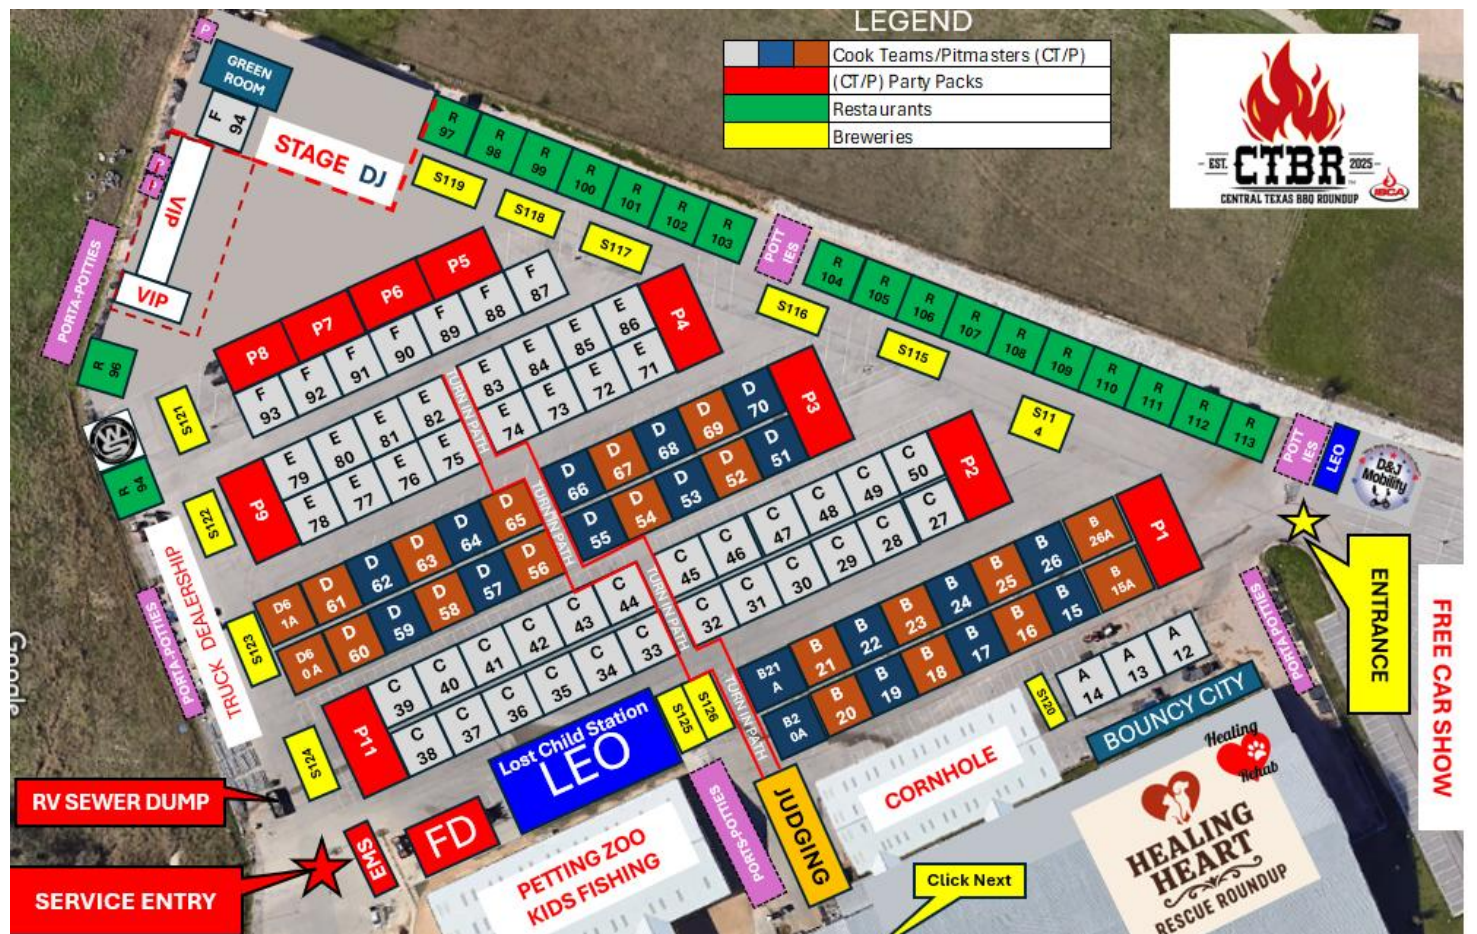 LEGEND
Cook Teams/Pitmasters (CT/P)
(CT/P) Party Packs
Restaurants
Breweries
EST.
CTBR
2025
CENTRAL TEXAS BBQ ROUNDUP
IBCA
P
GREEN
ROOM
F
94
STAGE DJ
VIP
VIP
P
PORTA-POTTIES
R
96
R
94
R
97
R
98
R
99
R
100
R
101
R
102
R
103
POTT
IES
R
104
R
105
R
106
R
107
R
108
R
109
R
110
R
111
R
112
R
113
POTT
IES
LEO
D&J
Mobility
S119
S118
S117
S116
S115
S11
4
P8
P7
P6
P5
F
93
F
92
F
91
F
90
F
89
F
88
F
87
S121
E
79
E
80
E
81
E
82
E
83
E
84
E
85
E
86
P4
P9
E
78
E
77
E
76
E
75
E
74
E
73
E
72
E
71
TURN IN PATH
S122
D6
1A
D
61
D
62
D
63
D
64
D
65
D
66
D
67
D
68
D
69
D
70
P3
D6
0A
D
60
D
59
D
58
D
57
D
56
D
55
D
54
D
53
D
52
D
51
TURN IN PATH
TRUCK DEALERSHIP
PORTA-POTTIES
S123
P11
C
39
C
40
C
41
C
42
C
43
C
44
C
45
C
46
C
47
C
48
C
49
C
50
P2
C
38
C
37
C
36
C
35
C
34
C
33
C
32
C
31
C
30
C
29
C
28
C
27
TURN IN PATH
S124
B21
A
B
21
B
22
B
23
B
24
B
25
B
26
B
26A
P1
B2
0A
B
20
B
19
B
18
B
17
B
16
B
15
B
15A
TURN IN PATH
Lost Child Station
LEO
S125
S126
S120
A
14
A
13
A
12
PORTA POTTIES
ENTRANCE
FREE CAR SHOW
BOUNCY CITY
CORNHOLE
JUDGING
PORTS-POTTIES
RV SEWER DUMP
SERVICE ENTRY
EMS
FD
PETTING ZOO
KIDS FISHING
Click Next
Healing
Rehab
HEALING
HEART
RESCUE ROUNDUP
Google